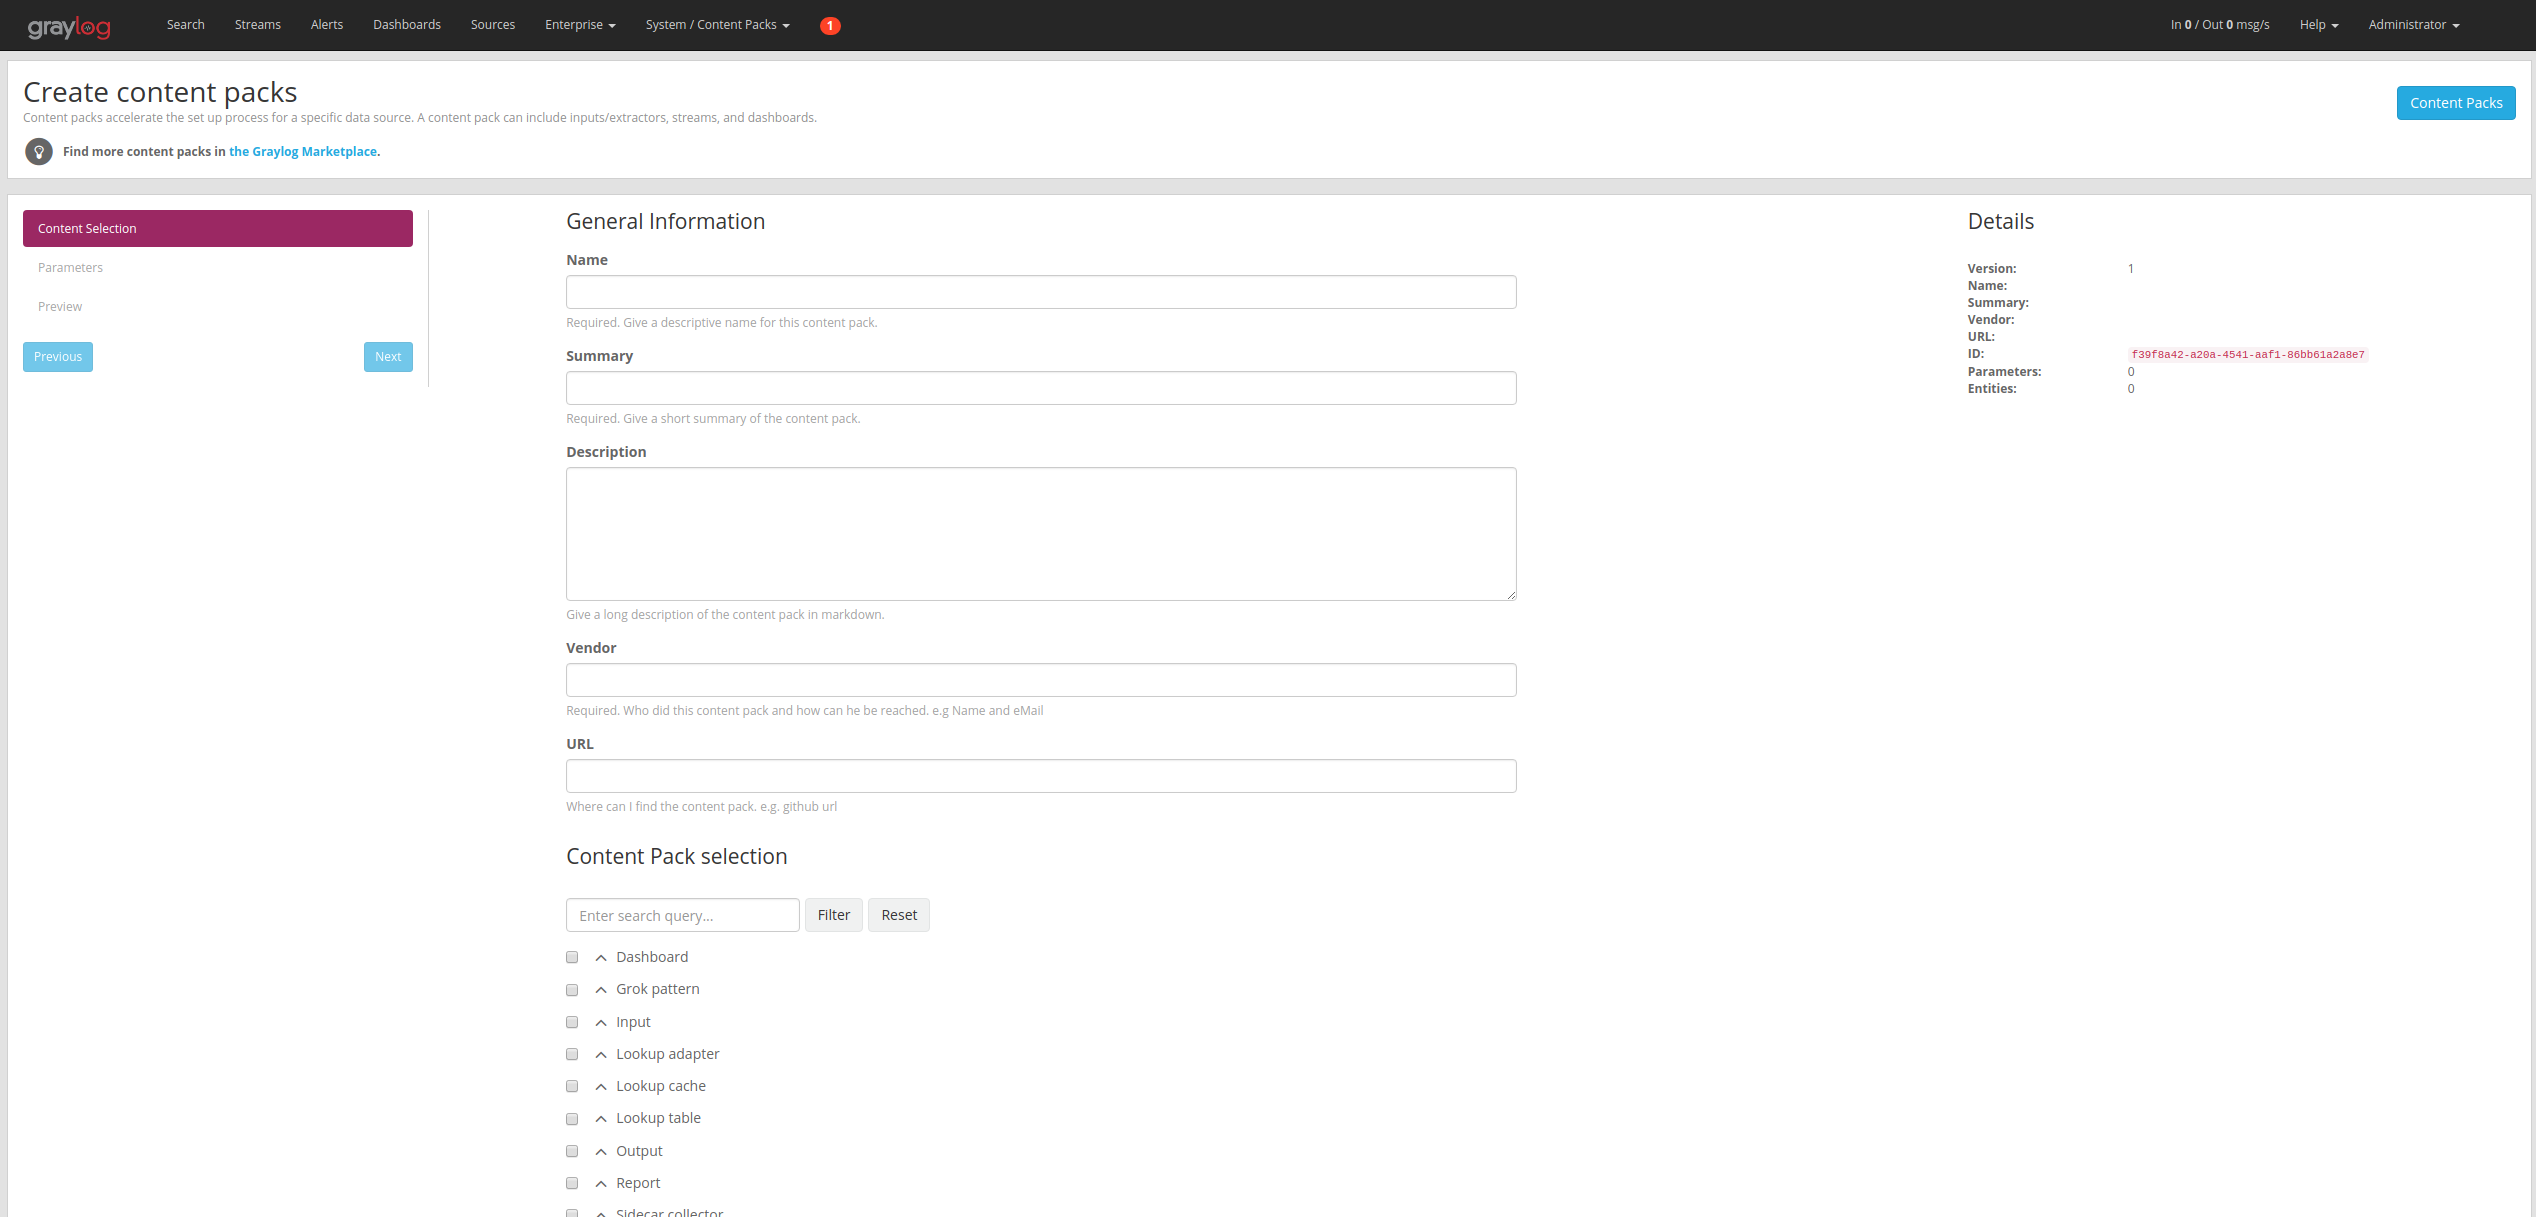 graylog Search Streams Alerts Dashboards Sources Enterprise System / Content Packs 1 In 0 / Out 0 msg/s Help Administrator
Create content packs
Content packs accelerate the set up process for a specific data source. A content pack can include inputs/extractors, streams, and dashboards.
Content Packs
Find more content packs in the Graylog Marketplace.
Content Selection
Parameters
Preview
Previous Next
General Information
Name
Required. Give a descriptive name for this content pack.
Summary
Required. Give a short summary of the content pack.
Description
Give a long description of the content pack in markdown.
Vendor
Required. Who did this content pack and how can he be reached. e.g Name and eMail
URL
Where can I find the content pack. e.g. github url
Content Pack selection
Enter search query... Filter Reset
Dashboard
Grok pattern
Input
Lookup adapter
Lookup cache
Lookup table
Output
Report
Sidecar collector
Details
Version: 1
Name:
Summary:
Vendor:
URL:
ID: f39f8a42-a20a-4541-aaf1-86bb61a2a8e7
Parameters: 0
Entities: 0